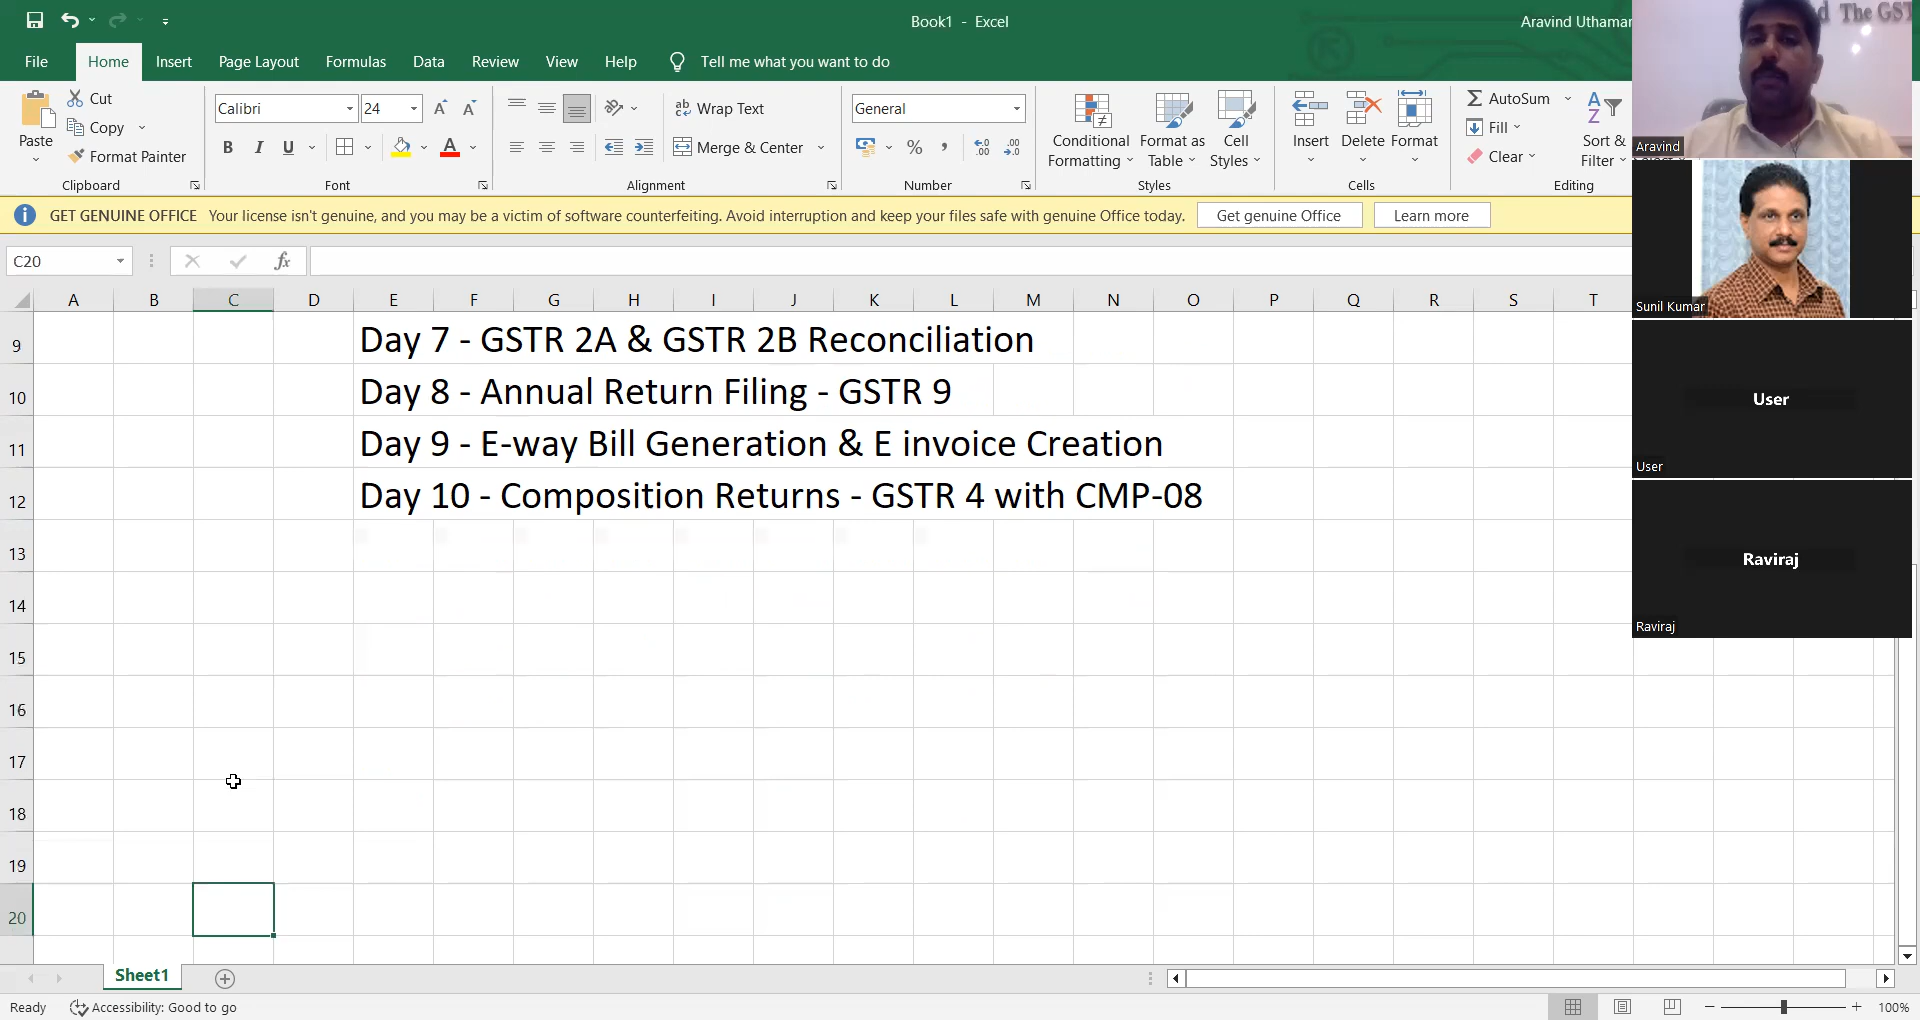 Book1 - Excel
Aravind Uthaman
d The GST
File Home Insert Page Layout Formulas Data Review View Help Tell me what you want to do
Cut
Copy
Format Painter
Paste
Clipboard
Calibri 24
B I U
Font
ab Wrap Text
Merge & Center
Alignment
General
Number
Conditional Formatting
Format as Table
Cell Styles
Styles
Insert Delete Format
Cells
AutoSum
Fill
Clear
Sort & Filter
Editing
Aravind
GET GENUINE OFFICE Your license isn't genuine, and you may be a victim of software counterfeiting. Avoid interruption and keep your files safe with genuine Office today. Get genuine Office Learn more
C20 fx
A B C D E F G H I J K L M N O P Q R S T
Sunil Kumar
9 Day 7 - GSTR 2A & GSTR 2B Reconciliation
10 Day 8 - Annual Return Filing - GSTR 9
11 Day 9 - E-way Bill Generation & E invoice Creation
12 Day 10 - Composition Returns - GSTR 4 with CMP-08
13
14
15
16
17
18
19
20
User
User
Raviraj
Raviraj
Sheet1
Ready Accessibility: Good to go 100%